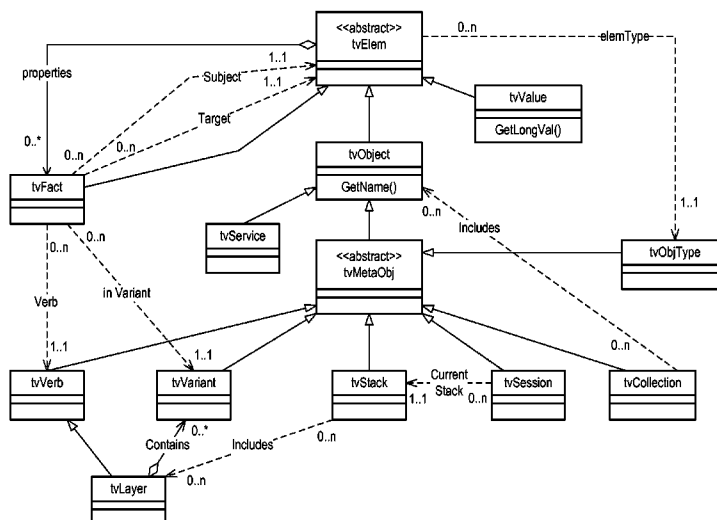 <<abstract>>
tvElem
0..n
elemType
properties
Subject
1..1
1..1
Target
0..n
0..n
0..*
tvValue
GetLongVal()
tvFact
tvObject
GetName()
0..n
0..n
0..n
Includes
1..1
tvService
<<abstract>>
tvMetaObj
tvObjType
Verb
in Variant
1..1
1..1
0..n
tvVerb
tvVariant
tvStack
Current
Stack
1..1
0..n
tvSession
tvCollection
0..*
Contains
Includes
0..n
0..n
tvLayer